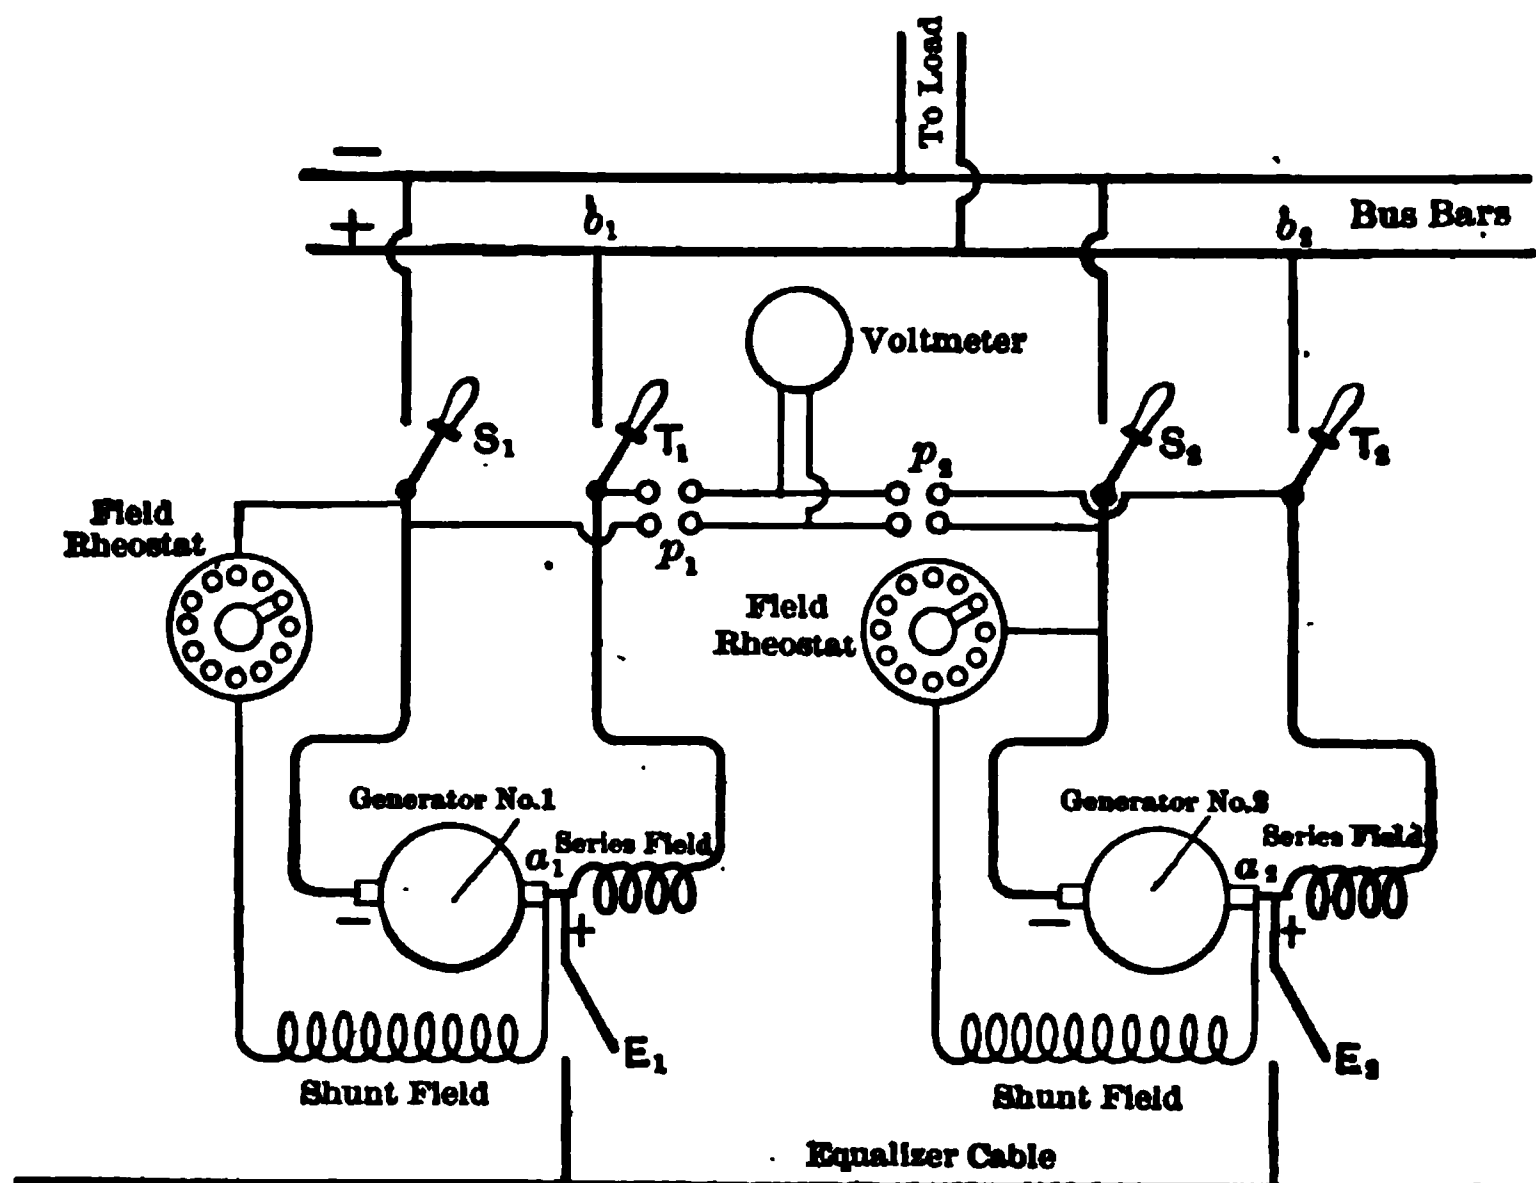 To Load
−
+
b₁
b₂
Bus Bars
Voltmeter
S₁
T₁
p₂
S₂
T₂
Field
Rheostat
p₁
Field
Rheostat
Generator No.1
Series Field
a₁
−
+
Generator No.2
Series Field
a₂
−
+
E₁
E₂
Shunt Field
Shunt Field
Equalizer Cable